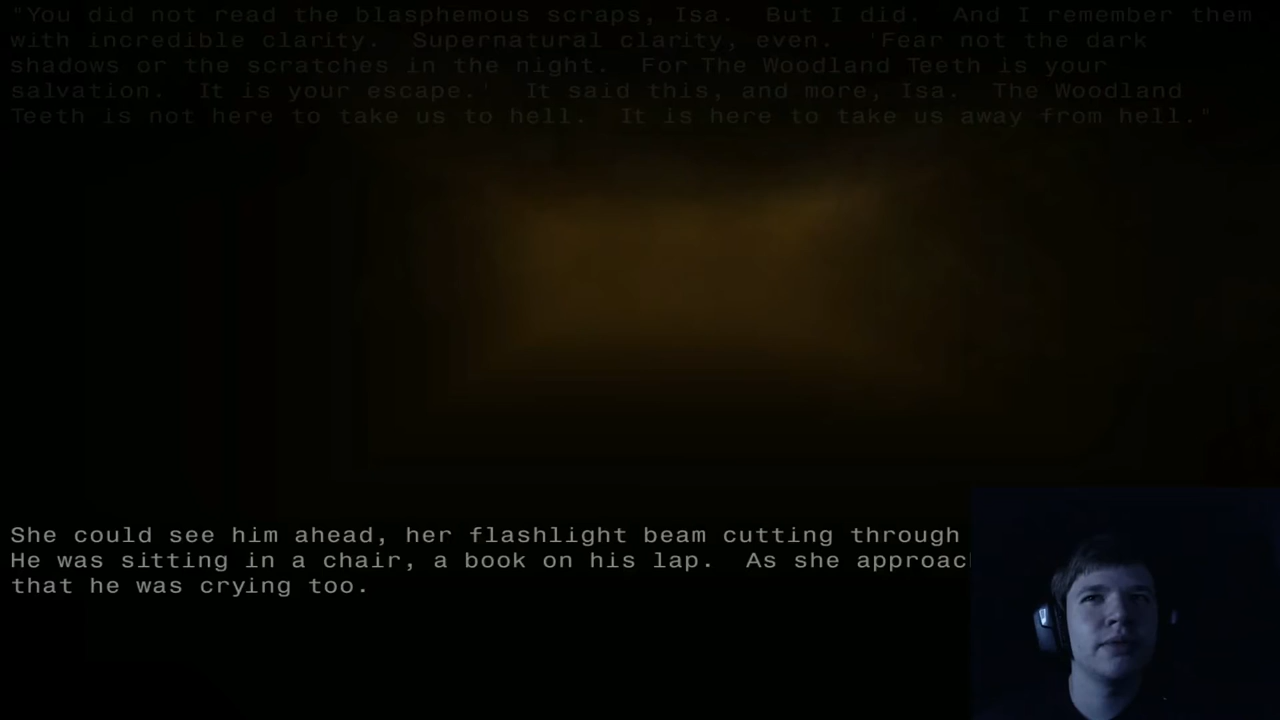 "You did not read the blasphemous scraps, Isa.  But I did.  And I remember them
with incredible clarity.  Supernatural clarity, even.  'Fear not the dark
shadows or the scratches in the night.  For The Woodland Teeth is your
salvation.  It is your escape.'  It said this, and more, Isa.  The Woodland
Teeth is not here to take us to hell.  It is here to take us away from hell."
She could see him ahead, her flashlight beam cutting through
He was sitting in a chair, a book on his lap.  As she approac
that he was crying too.